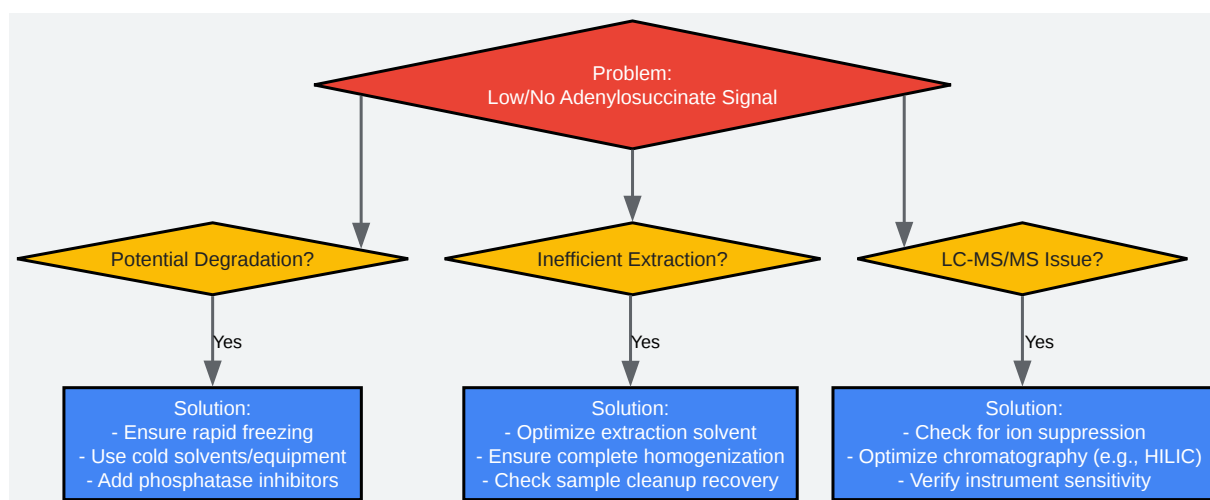 Problem:
Low/No Adenylosuccinate Signal
Potential Degradation?
Inefficient Extraction?
LC-MS/MS Issue?
Yes
Yes
Yes
Solution:
- Ensure rapid freezing
- Use cold solvents/equipment
- Add phosphatase inhibitors
Solution:
- Optimize extraction solvent
- Ensure complete homogenization
- Check sample cleanup recovery
Solution:
- Check for ion suppression
- Optimize chromatography (e.g., HILIC)
- Verify instrument sensitivity